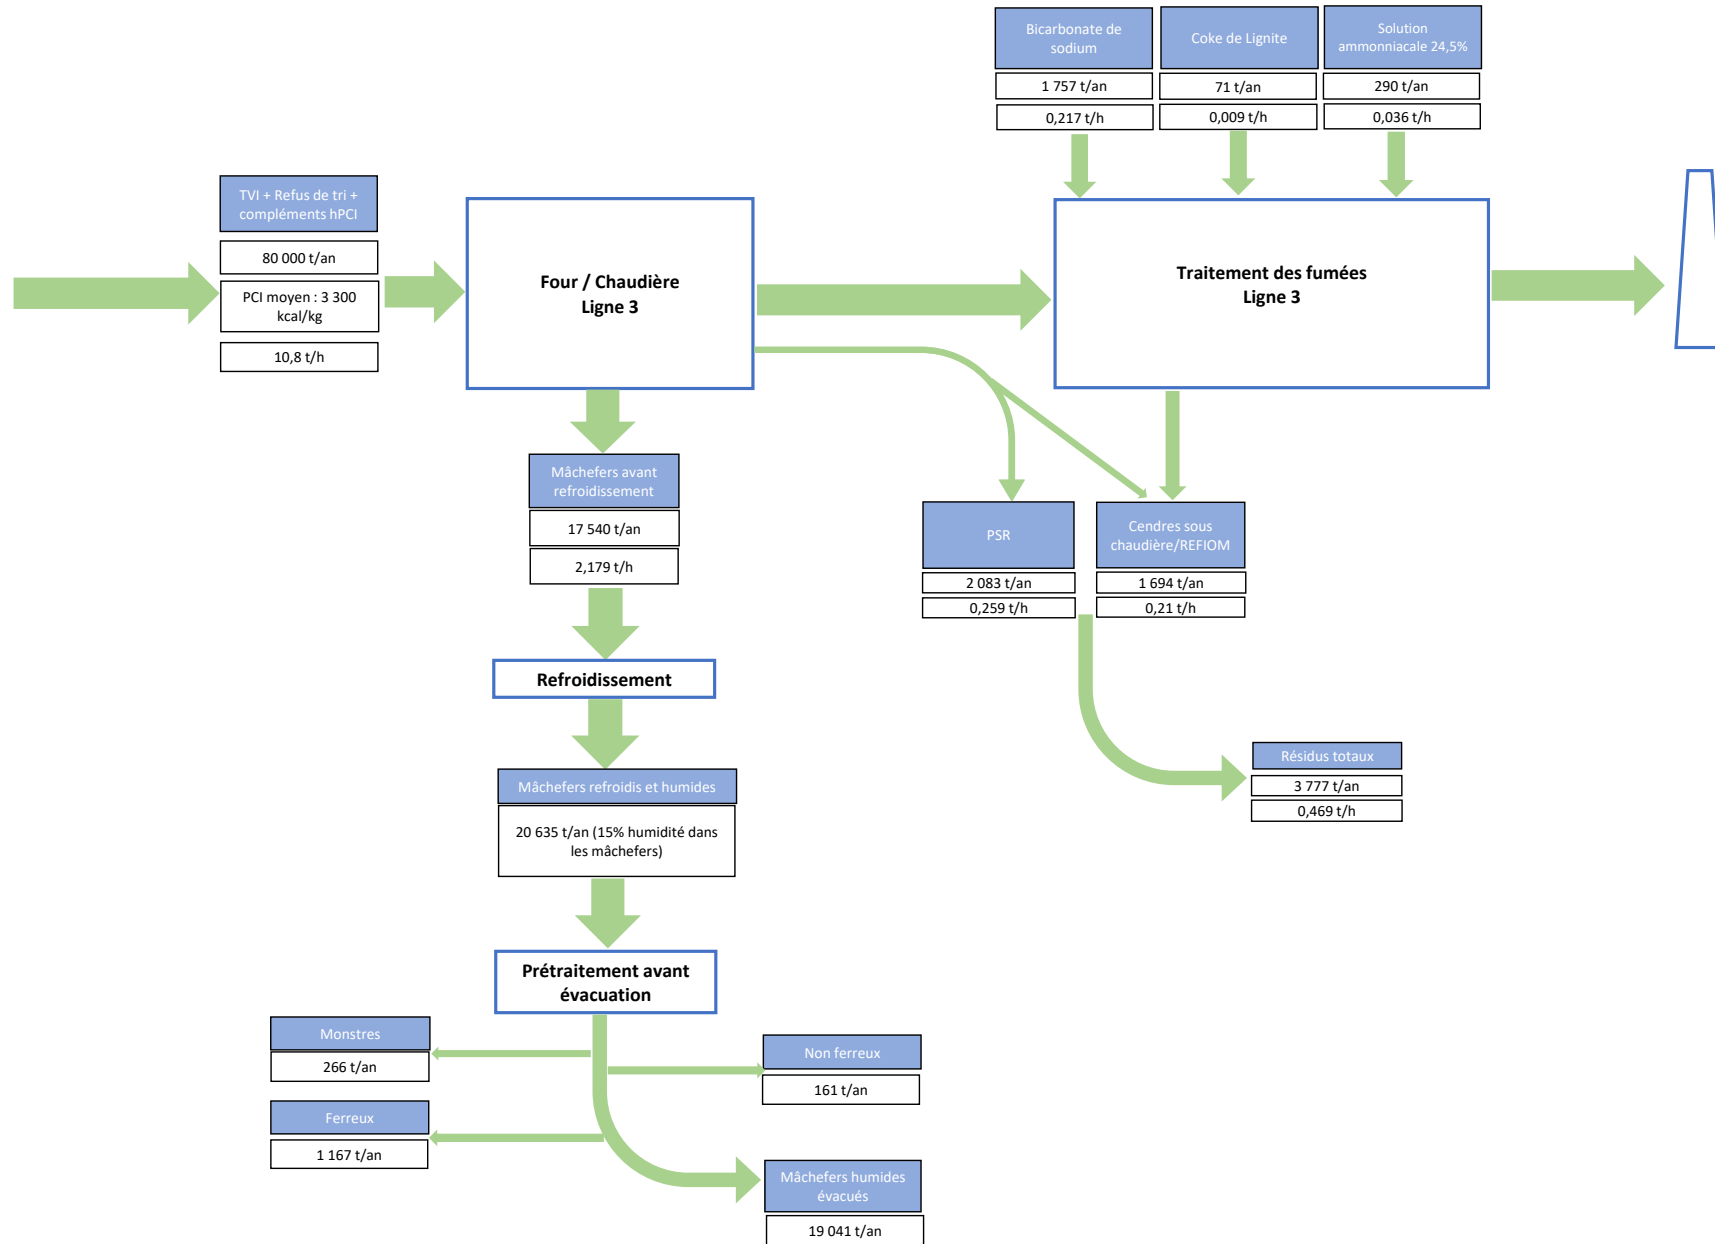 Bicarbonate de
sodium
1 757 t/an
0,217 t/h
Coke de Lignite
71 t/an
0,009 t/h
Solution
ammonniacale 24,5%
290 t/an
0,036 t/h
TVI + Refus de tri +
compléments hPCI
80 000 t/an
PCI moyen : 3 300
kcal/kg
10,8 t/h
Four / Chaudière
Ligne 3
Traitement des fumées
Ligne 3
Mâchefers avant
refroidissement
17 540 t/an
2,179 t/h
PSR
2 083 t/an
0,259 t/h
Cendres sous
chaudière/REFIOM
1 694 t/an
0,21 t/h
Refroidissement
Résidus totaux
3 777 t/an
0,469 t/h
Mâchefers refroidis et humides
20 635 t/an (15% humidité dans
les mâchefers)
Prétraitement avant
évacuation
Monstres
266 t/an
Non ferreux
161 t/an
Ferreux
1 167 t/an
Mâchefers humides
évacués
19 041 t/an